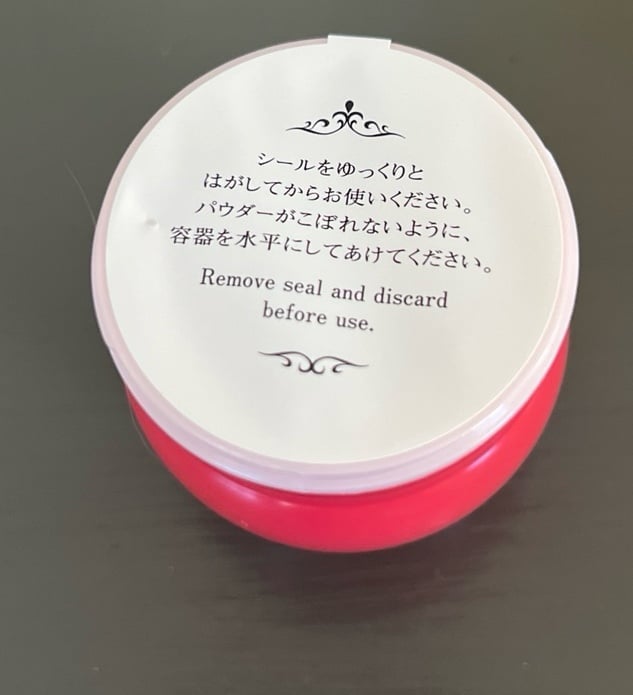 シールをゆっくりと
はがしてからお使いください。
パウダーがこぼれないように、
容器を水平にしてあけてください。
Remove seal and discard
before use.